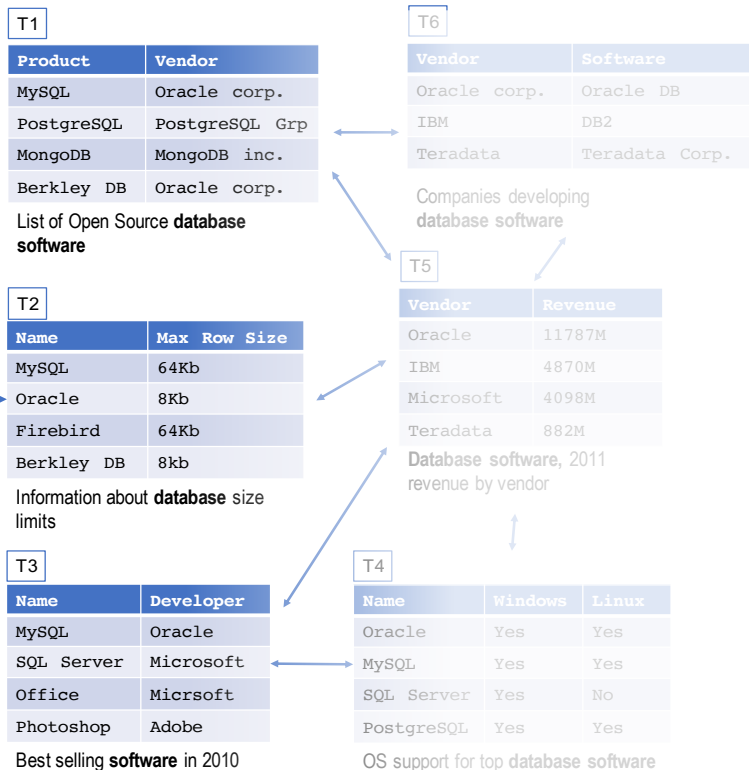 T1
Product Vendor
MySQL Oracle corp.
PostgreSQL PostgreSQL Grp
MongoDB MongoDB inc.
Berkley DB Oracle corp.
List of Open Source database
software
T6
Vendor Software
Oracle corp. Oracle DB
IBM DB2
Teradata Teradata Corp.
Companies developing
database software
T2
Name Max Row Size
MySQL 64Kb
Oracle 8Kb
Firebird 64Kb
Berkley DB 8kb
Information about database size
limits
T5
Vendor Revenue
Oracle 11787M
IBM 4870M
Microsoft 4098M
Teradata 882M
Database software, 2011
revenue by vendor
T3
Name Developer
MySQL Oracle
SQL Server Microsoft
Office Micrsoft
Photoshop Adobe
Best selling software in 2010
T4
Name Windows Linux
Oracle Yes Yes
MySQL Yes Yes
SQL Server Yes No
PostgreSQL Yes Yes
OS support for top database software